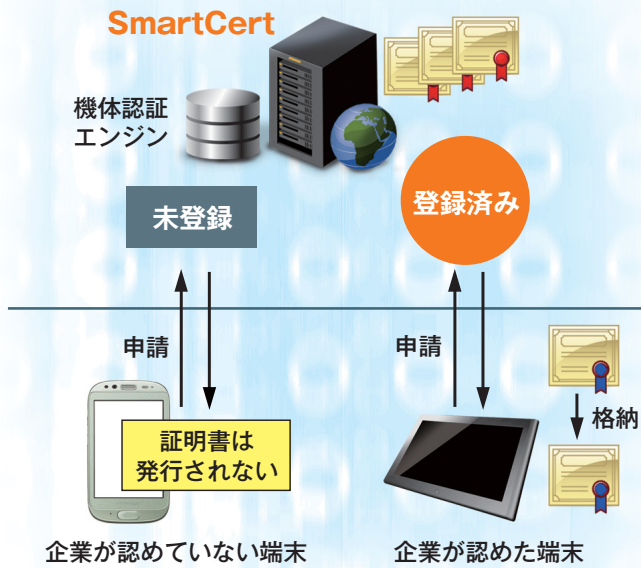 SmartCert
機体認証
エンジン
未登録
登録済み
申請
申請
格納
証明書は
発行されない
企業が認めていない端末
企業が認めた端末